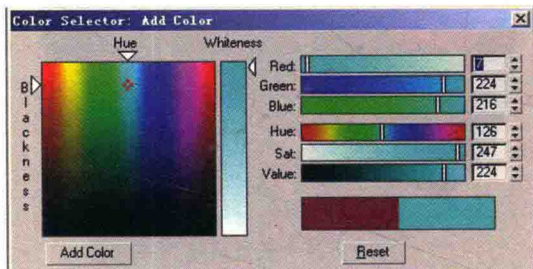 Color Selector: Add Color
Hue
Whiteness
Blackness
Red: 7
Green: 224
Blue: 216
Hue: 126
Sat: 247
Value: 224
Add Color
Reset